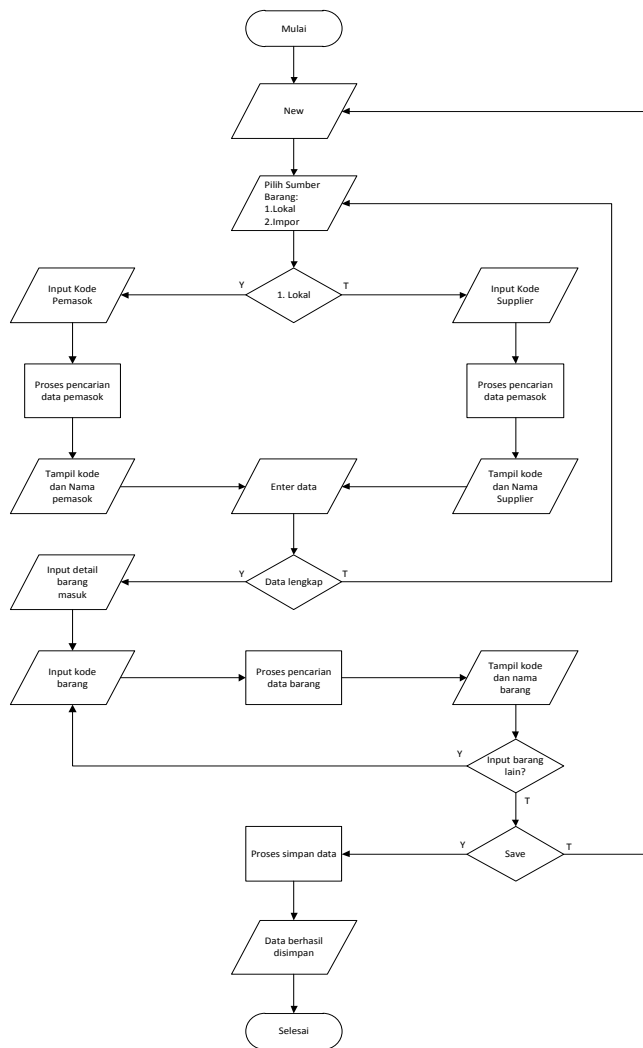 Mulai
New
Pilih Sumber
Barang:
1.Lokal
2.Impor
Y
1. Lokal
T
Input Kode
Pemasok
Input Kode
Supplier
Proses pencarian
data pemasok
Proses pencarian
data pemasok
Tampil kode
dan Nama
pemasok
Enter data
Tampil kode
dan Nama
Supplier
Input detail
barang
masuk
Y
Data lengkap
T
Input kode
barang
Proses pencarian
data barang
Tampil kode
dan nama
barang
Y
Input barang
lain?
T
Proses simpan data
Y
Save
T
Data berhasil
disimpan
Selesai